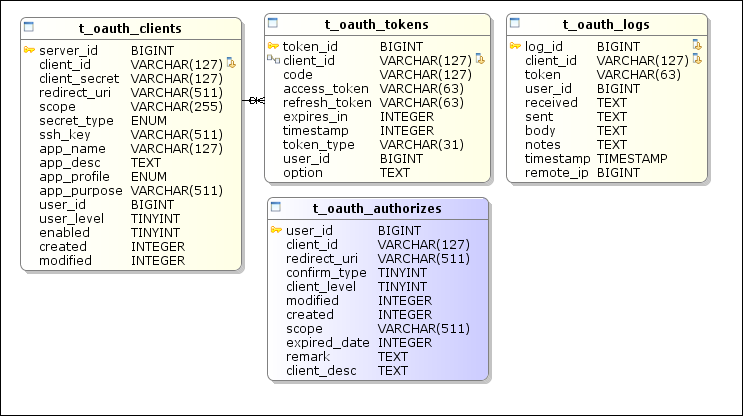 t_oauth_clients
server_id BIGINT
client_id VARCHAR(127)
client_secret VARCHAR(127)
redirect_uri VARCHAR(511)
scope VARCHAR(255)
secret_type ENUM
ssh_key VARCHAR(511)
app_name VARCHAR(127)
app_desc TEXT
app_profile ENUM
app_purpose VARCHAR(511)
user_id BIGINT
user_level TINYINT
enabled TINYINT
created INTEGER
modified INTEGER
t_oauth_tokens
token_id BIGINT
client_id VARCHAR(127)
code VARCHAR(127)
access_token VARCHAR(63)
refresh_token VARCHAR(63)
expires_in INTEGER
timestamp INTEGER
token_type VARCHAR(31)
user_id BIGINT
option TEXT
t_oauth_logs
log_id BIGINT
client_id VARCHAR(127)
token VARCHAR(63)
user_id BIGINT
received TEXT
sent TEXT
body TEXT
notes TEXT
timestamp TIMESTAMP
remote_ip BIGINT
t_oauth_authorizes
user_id BIGINT
client_id VARCHAR(127)
redirect_uri VARCHAR(511)
confirm_type TINYINT
client_level TINYINT
modified INTEGER
created INTEGER
scope VARCHAR(511)
expired_date INTEGER
remark TEXT
client_desc TEXT